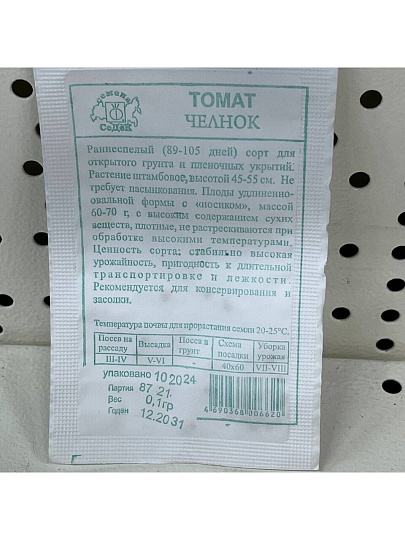 семена
СеДеК
ТОМАТ
ЧЕЛНОК
Раннеспелый (89-105 дней) сорт для
открытого грунта и пленочных укрытий.
Растение штамбовое, высотой 45-55 см. Не
требует пасынкования. Плоды удлиненно-
овальной формы с «носиком», массой
60-70 г, с высоким содержанием сухих
веществ, плотные, не растрескиваются при
обработке высокими температурами.
Ценность сорта: стабильно высокая
урожайность, пригодность к длительной
транспортировке и лежкости.
Рекомендуется для консервирования и
засолки.
Температура почвы для прорастания семян 20-25°С.
Посев на рассаду Высадка Посев в грунт Схема посадки Уборка урожая
III-IV V-VI - 40х60 VII-VIII
упаковано 10 2024
Партия 87 21.
Вес 0,1гр
Годен 12.2031
4 690368 006620